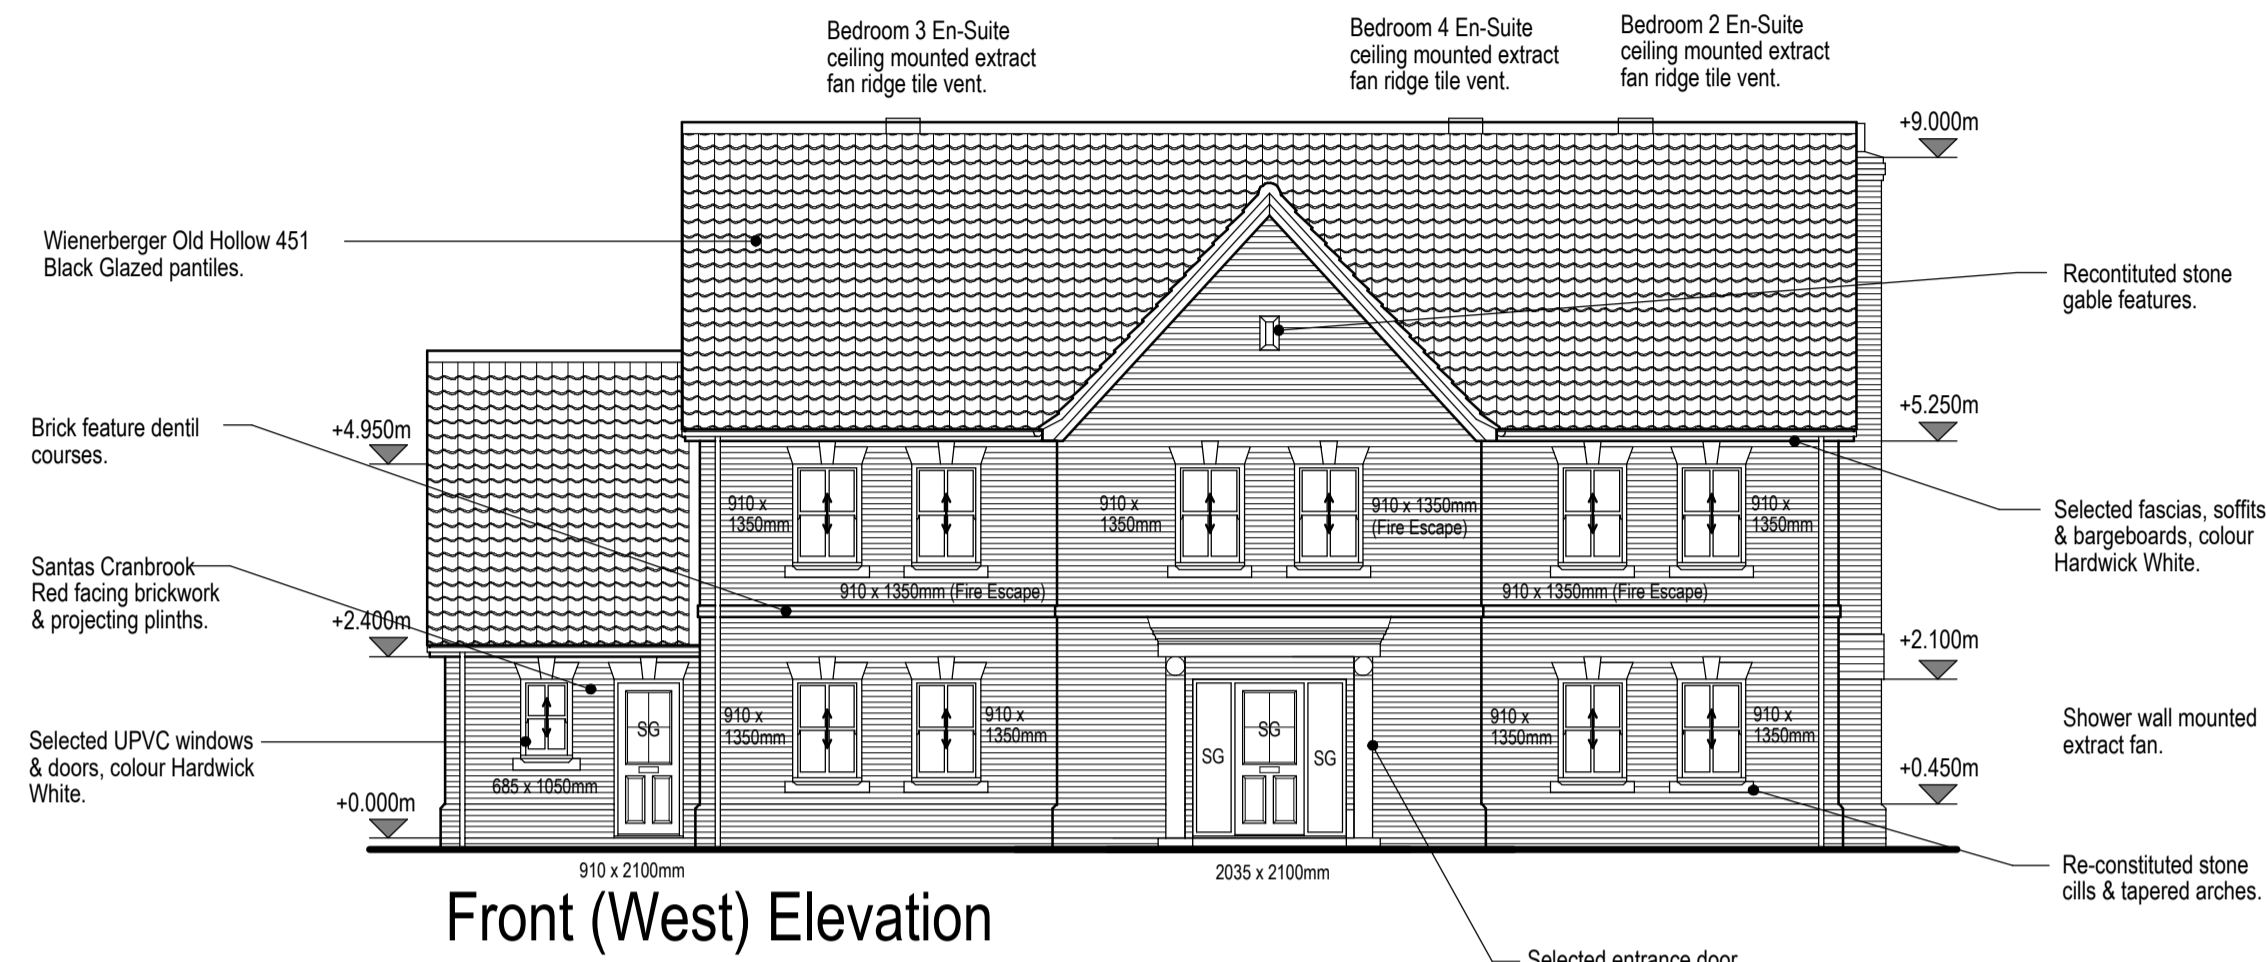 Bedroom 3 En-Suite
ceiling mounted extract
fan ridge tile vent.
Bedroom 4 En-Suite
ceiling mounted extract
fan ridge tile vent.
Bedroom 2 En-Suite
ceiling mounted extract
fan ridge tile vent.
+9.000m
Wienerberger Old Hollow 451
Black Glazed pantiles.
Recontituted stone
gable features.
Brick feature dentil
courses.
+4.950m
+5.250m
910 x
1350mm
910 x
1350mm
910 x 1350mm
(Fire Escape)
910 x
1350mm
Selected fascias, soffits
& bargeboards, colour
Hardwick White.
Santas Cranbrook
Red facing brickwork
& projecting plinths.
910 x 1350mm (Fire Escape)
910 x 1350mm (Fire Escape)
+2.400m
+2.100m
Selected UPVC windows
& doors, colour Hardwick
White.
685 x 1050mm
SG
910 x
1350mm
910 x
1350mm
SG
SG
SG
910 x
1350mm
910 x
1350mm
Shower wall mounted
extract fan.
+0.450m
+0.000m
Re-constituted stone
cills & tapered arches.
910 x 2100mm
2035 x 2100mm
Front (West) Elevation
Selected entrance door